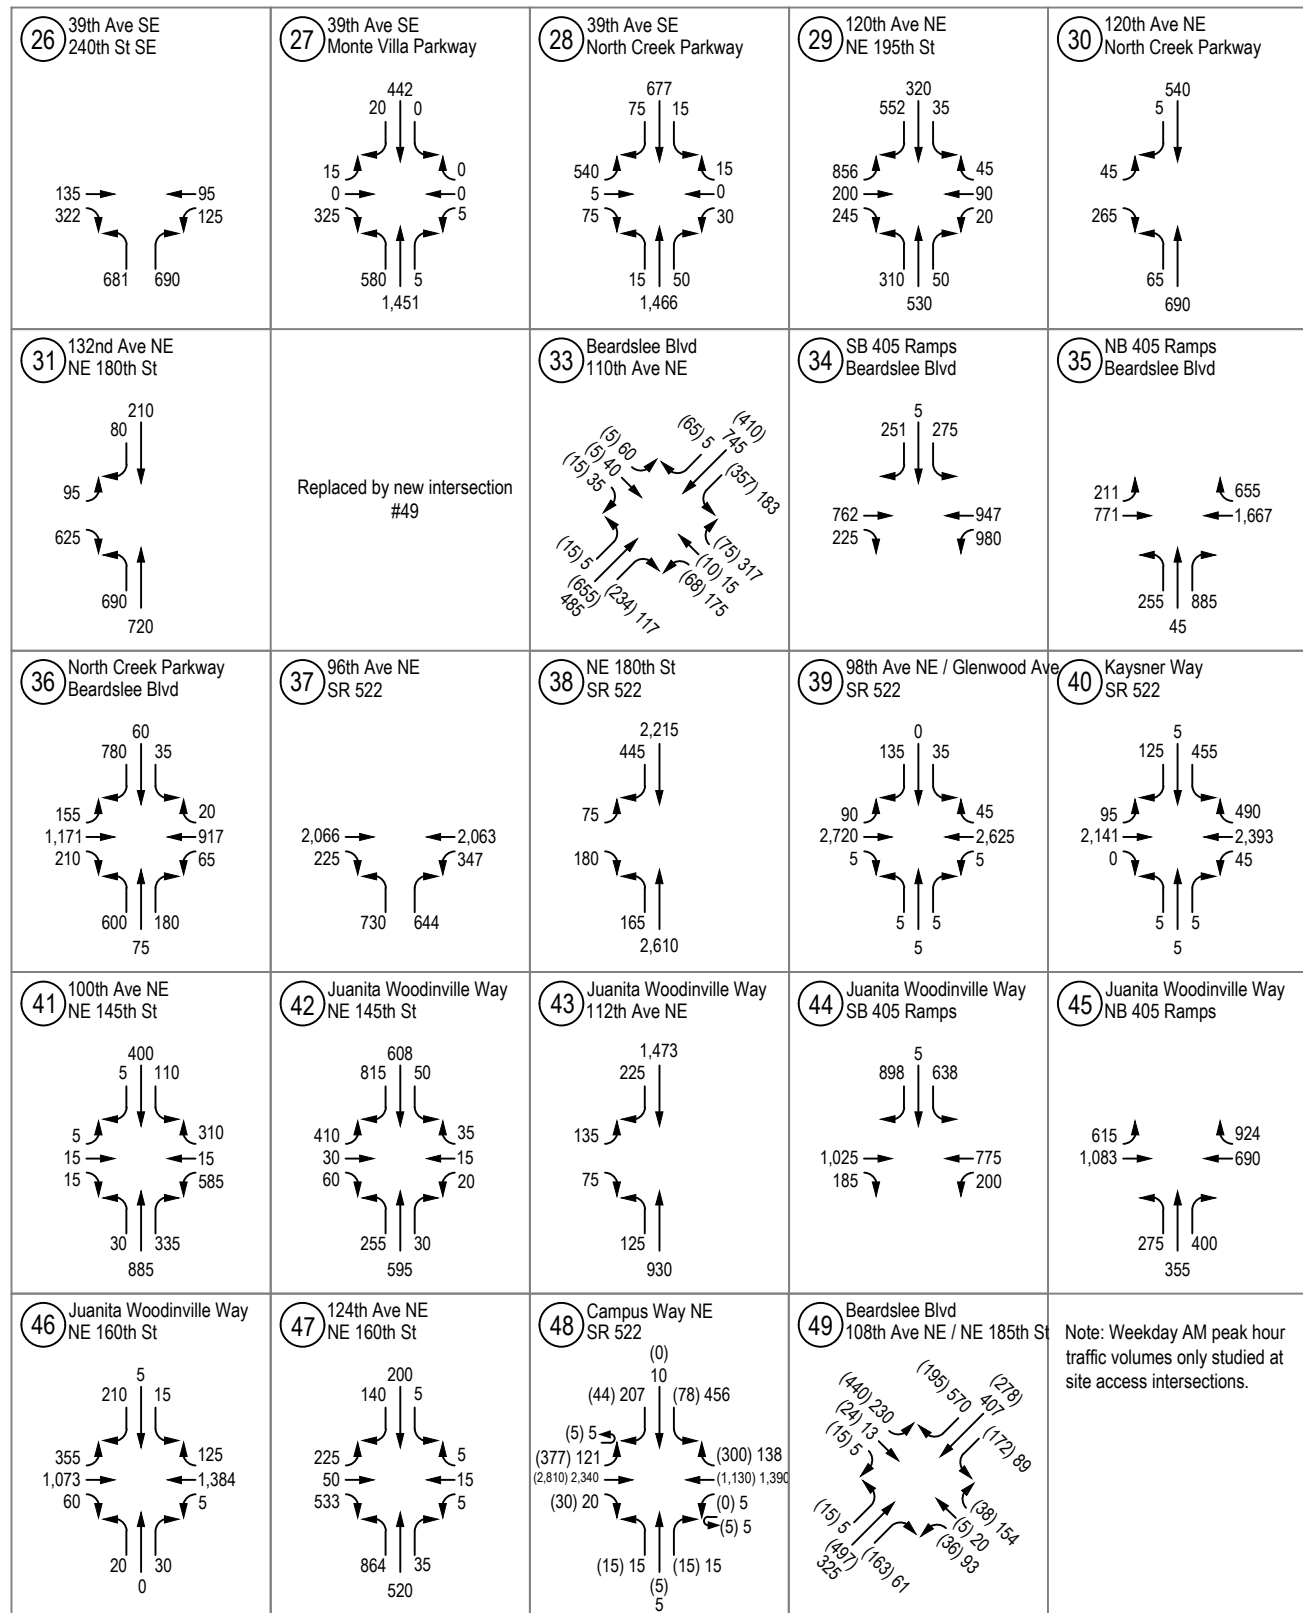 26 39th Ave SE
240th St SE
20 442 0
135 95
322 125
681 690
27 39th Ave SE
Monte Villa Parkway
442
20 0
15 0
0 0
325 5
580 5
1,451
28 39th Ave SE
North Creek Parkway
677
75 15
540 15
5 0
75 30
15 50
1,466
29 120th Ave NE
NE 195th St
320
552 35
856 45
200 90
245 20
310 50
530
30 120th Ave NE
North Creek Parkway
540
5
45
265
65
690
31 132nd Ave NE
NE 180th St
210
80
95
625
690
720
Replaced by new intersection
#49
33 Beardslee Blvd
110th Ave NE
(5) 60
(5) 40
(15) 35
(65) 5
(410)
745
(357) 183
(15) 5
(655)
485
(234) 117
(75) 317
(10) 15
(68) 175
34 SB 405 Ramps
Beardslee Blvd
5
251 275
762 947
225 980
35 NB 405 Ramps
Beardslee Blvd
211 655
771 1,667
255 885
45
36 North Creek Parkway
Beardslee Blvd
60
780 35
155 20
1,171 917
210 65
600 180
75
37 96th Ave NE
SR 522
2,066 2,063
225 347
730 644
38 NE 180th St
SR 522
2,215
445
75
180
165
2,610
39 98th Ave NE / Glenwood Ave
SR 522
0
135 35
90 45
2,720 2,625
5 5
5 5
5
40 Kaysner Way
SR 522
5
125 455
95 490
2,141 2,393
0 45
5 5
5
41 100th Ave NE
NE 145th St
400
5 110
5 310
15 15
15 585
30 335
885
42 Juanita Woodinville Way
NE 145th St
608
815 50
410 35
30 15
60 20
255 30
595
43 Juanita Woodinville Way
112th Ave NE
1,473
225
135
75
125
930
44 Juanita Woodinville Way
SB 405 Ramps
5
898 638
1,025 775
185 200
45 Juanita Woodinville Way
NB 405 Ramps
615 924
1,083 690
275 400
355
46 Juanita Woodinville Way
NE 160th St
5
210 15
355 125
1,073 1,384
60 5
20 30
0
47 124th Ave NE
NE 160th St
200
140 5
225 5
50 15
533 5
864 35
520
48 Campus Way NE
SR 522
(0)
10
(44) 207 (78) 456
(5) 5
(377) 121 (300) 138
(2,810) 2,340 (1,130) 1,390
(30) 20 (0) 5
(5) 5
(15) 15 (15) 15
(5)
5
49 Beardslee Blvd
108th Ave NE / NE 185th St
(440) 230
(24) 13
(15) 5
(195) 570
(278)
407
(172) 89
(15) 5
(497)
325
(163) 61
(38) 154
(5) 20
(36) 93
Note: Weekday AM peak hour
traffic volumes only studied at
site access intersections.